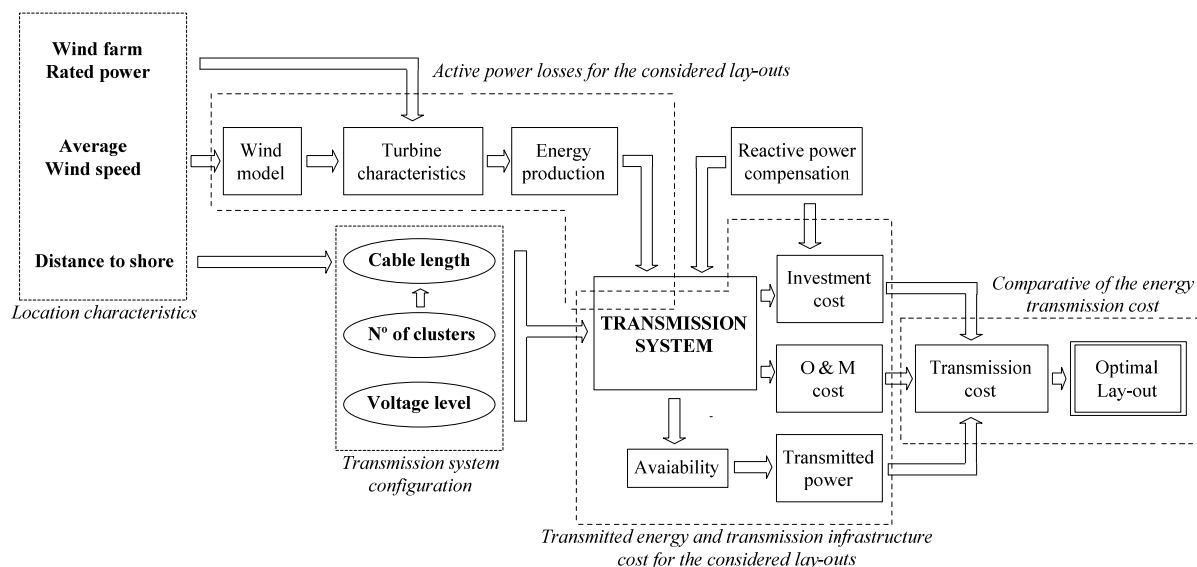 Wind farm
Rated power
Active power losses for the considered lay-outs
Average
Wind speed
Wind
model
Turbine
characteristics
Energy
production
Reactive power
compensation
Distance to shore
Location characteristics
Cable length
Nº of clusters
Voltage level
Transmission system
configuration
TRANSMISSION
SYSTEM
Investment
cost
O & M
cost
Avaiability
Transmitted
power
Comparative of the energy
transmission cost
Transmission
cost
Optimal
Lay-out
Transmitted energy and transmission infrastructure
cost for the considered lay-outs